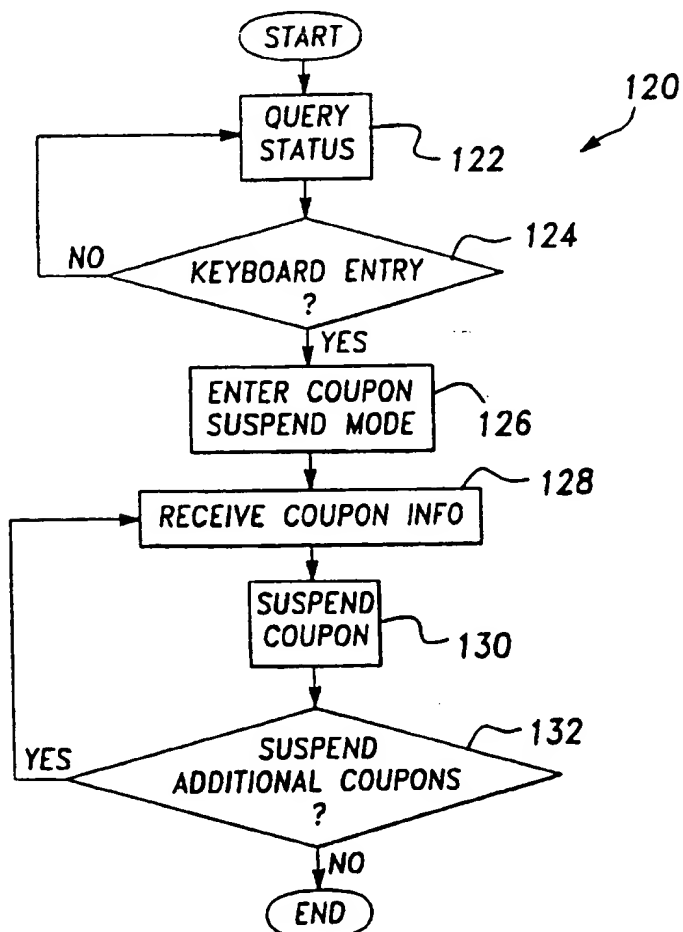 START
120
QUERY
STATUS
122
124
NO
KEYBOARD ENTRY
?
YES
ENTER COUPON
SUSPEND MODE
126
128
RECEIVE COUPON INFO
SUSPEND
COUPON
130
132
YES
SUSPEND
ADDITIONAL COUPONS
?
NO
END